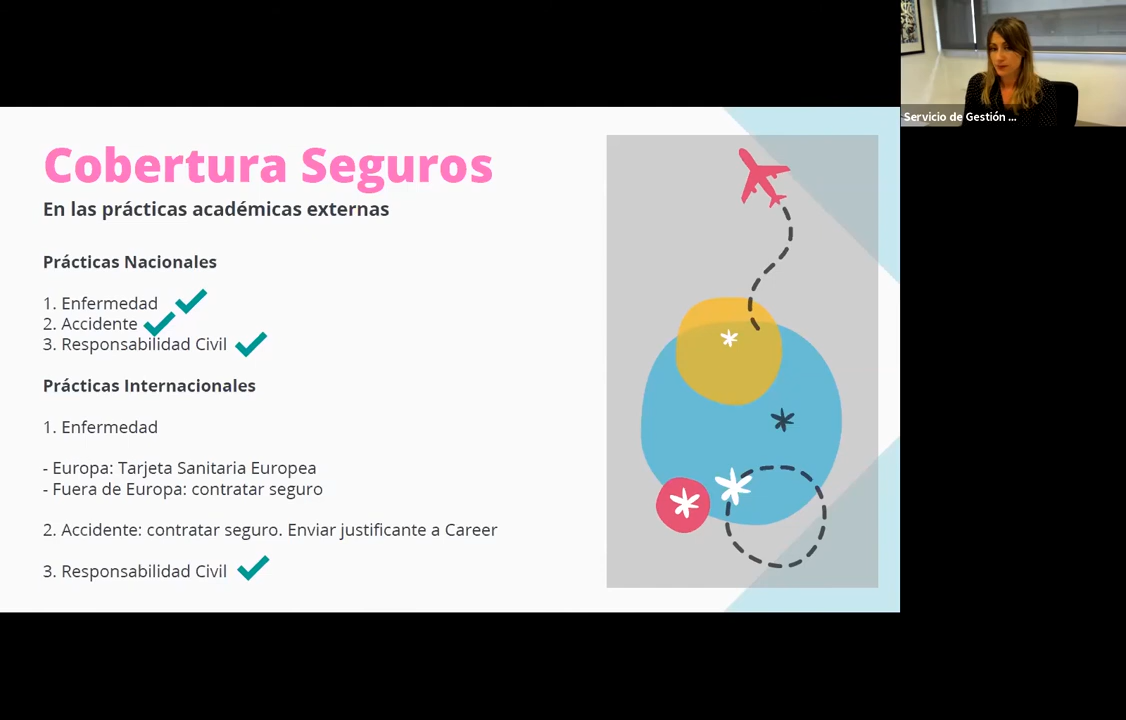 Servicio de Gestión ...
Cobertura Seguros
En las prácticas académicas externas
Prácticas Nacionales
1. Enfermedad
2. Accidente
3. Responsabilidad Civil
Prácticas Internacionales
1. Enfermedad
- Europa: Tarjeta Sanitaria Europea
- Fuera de Europa: contratar seguro
2. Accidente: contratar seguro. Enviar justificante a Career
3. Responsabilidad Civil